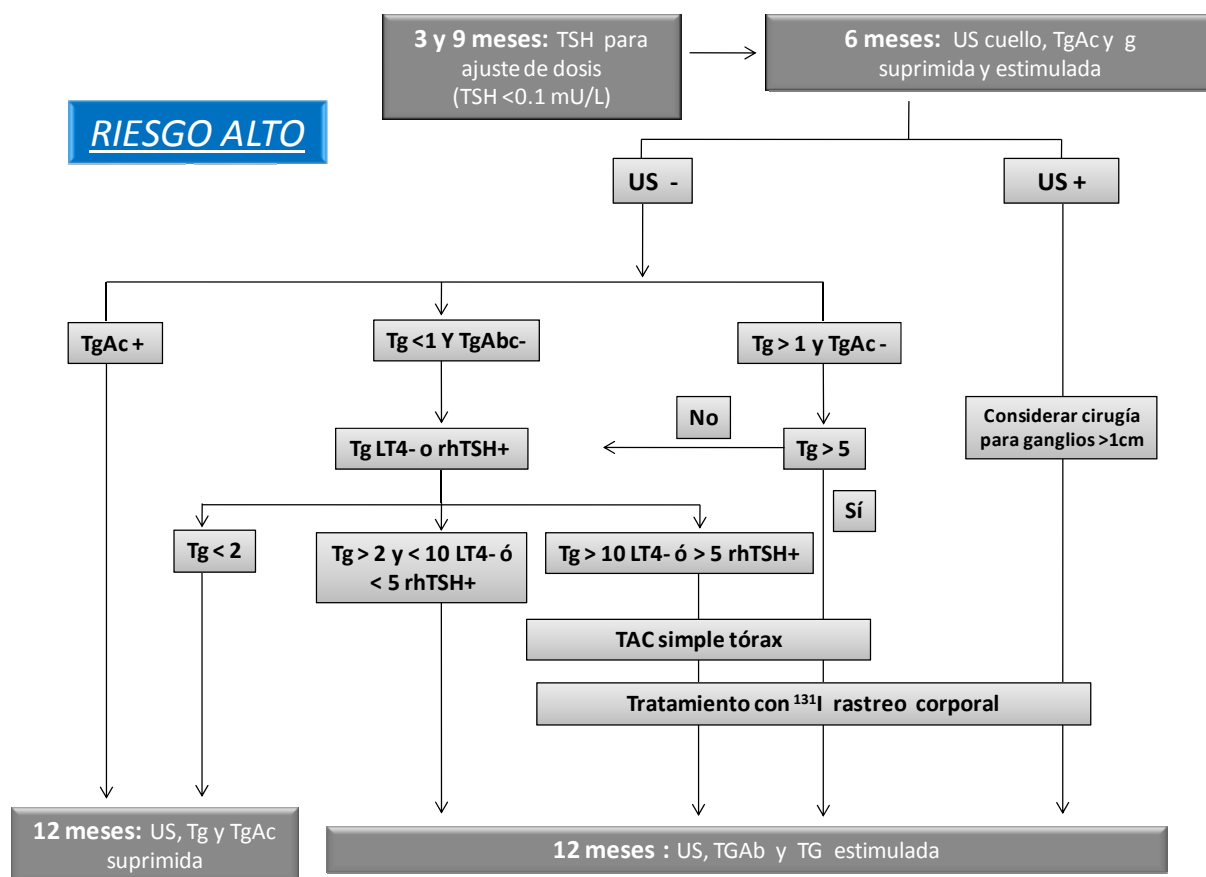 3 y 9 meses: TSH para
ajuste de dosis
(TSH <0.1 mU/L)
6 meses: US cuello, TgAc y g
suprimida y estimulada
RIESGO ALTO
US -
US +
TgAc +
Tg <1 Y TgAbc-
Tg > 1 y TgAc -
No
Considerar cirugía
para ganglios >1cm
Tg LT4- o rhTSH+
Tg > 5
Sí
Tg < 2
Tg > 2 y < 10 LT4- ó
< 5 rhTSH+
Tg > 10 LT4- ó > 5 rhTSH+
TAC simple tórax
Tratamiento con ¹³¹I rastreo corporal
12 meses: US, Tg y TgAc
suprimida
12 meses : US, TGAb y TG estimulada